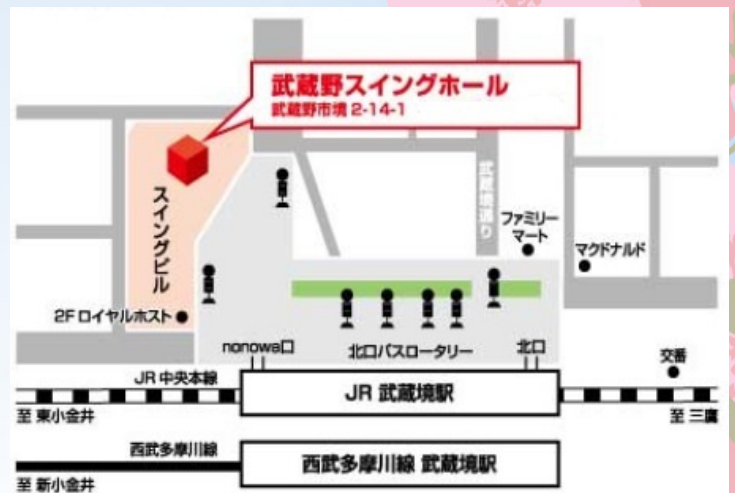 武蔵野スイングホール
武蔵野市境 2-14-1
武蔵境通り
スイングビル
ファミリー
マート
マクドナルド
2F ロイヤルホスト
nonowa口
北口バスロータリー
北口
交番
JR 中央本線
JR 武蔵境駅
至 東小金井
至 三鷹
西武多摩川線
西武多摩川線 武蔵境駅
至 新小金井